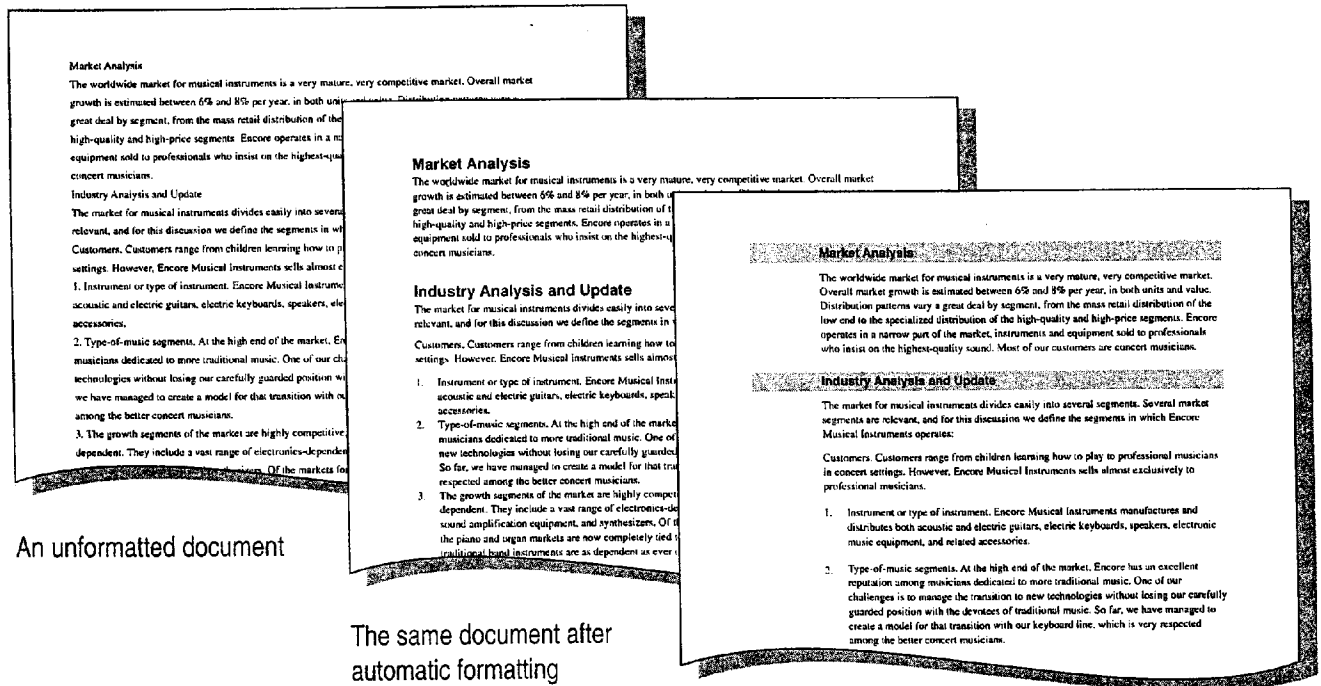 Market Analysis
The worldwide market for musical instruments is a very mature, very competitive market. Overall market
growth is estimated between 6% and 8% per year, in both
great deal by segment, from the mass retail distribution of the
high-quality and high-price segments Encore operates in a
equipment sold to professionals who insist on the
concert musicians.
Industry Analysis and Update
The market for musical instruments divides easily into
relevant, and for this discussion we define the segments in
Customers. Customers range from children learning how to
settings. However, Encore Musical Instruments sells almost
1. Instrument or type of instrument. Encore Musical
acoustic and electric guitars, electric keyboards, speakers,
accessories.
2. Type-of-music segments. At the high end of the market,
musicians dedicated to more traditional music. One of our
technologies without losing our carefully guarded position
we have managed to create a model for that transition with
among the better concert musicians.
3. The growth segments of the market are highly competitive
dependent. They include a vast range of
Of the markets for
An unformatted document
Market Analysis
The worldwide market for musical instruments is a very mature, very competitive market. Overall market
growth is estimated between 6% and 8% per year, in both
great deal by segment, from the mass retail distribution of
high-quality and high-price segments. Encore operates in a
equipment sold to professionals who insist on the
concert musicians.
Industry Analysis and Update
The market for musical instruments divides easily into
relevant, and for this discussion we define the segments in
Customers. Customers range from children learning how to
settings However, Encore Musical Instruments sells almost
1. Instrument or type of instrument. Encore Musical
acoustic and electric guitars, electric keyboards,
accessories.
2. Type-of-music segments. At the high end of the
musicians dedicated to more traditional music. One of
new technologies without losing our carefully guarded
So far, we have managed to create a model for that
respected among the better concert musicians.
3. The growth segments of the market are highly
dependent. They include a vast range of
sound amplification equipment, and synthesizers, Of
the piano and organ markets are now completely tied
traditional band instruments are as dependent as ever
The same document after
automatic formatting
Market Analysis
The worldwide market for musical instruments is a very mature, very competitive market.
Overall market growth is estimated between 6% and 8% per year, in both units and value.
Distribution patterns vary a great deal by segment, from the mass retail distribution of the
low end to the specialized distribution of the high-quality and high-price segments. Encore
operates in a narrow part of the market, instruments and equipment sold to professionals
who insist on the highest-quality sound. Most of our customers are concert musicians.
Industry Analysis and Update
The market for musical instruments divides easily into several segments. Several market
segments are relevant, and for this discussion we define the segments in which Encore
Musical Instruments operates:
Customers. Customers range from children learning how to play to professional musicians
in concert settings. However, Encore Musical Instruments sells almost exclusively to
professional musicians.
1. Instrument or type of instrument. Encore Musical Instruments manufactures and
distributes both acoustic and electric guitars, electric keyboards, speakers, electronic
music equipment, and related accessories.
2. Type-of-music segments. At the high end of the market, Encore has an excellent
reputation among musicians dedicated to more traditional music. One of our
challenges is to manage the transition to new technologies without losing our carefully
guarded position with the devotees of traditional music. So far, we have managed to
create a model for that transition with our keyboard line, which is very respected
among the better concert musicians.